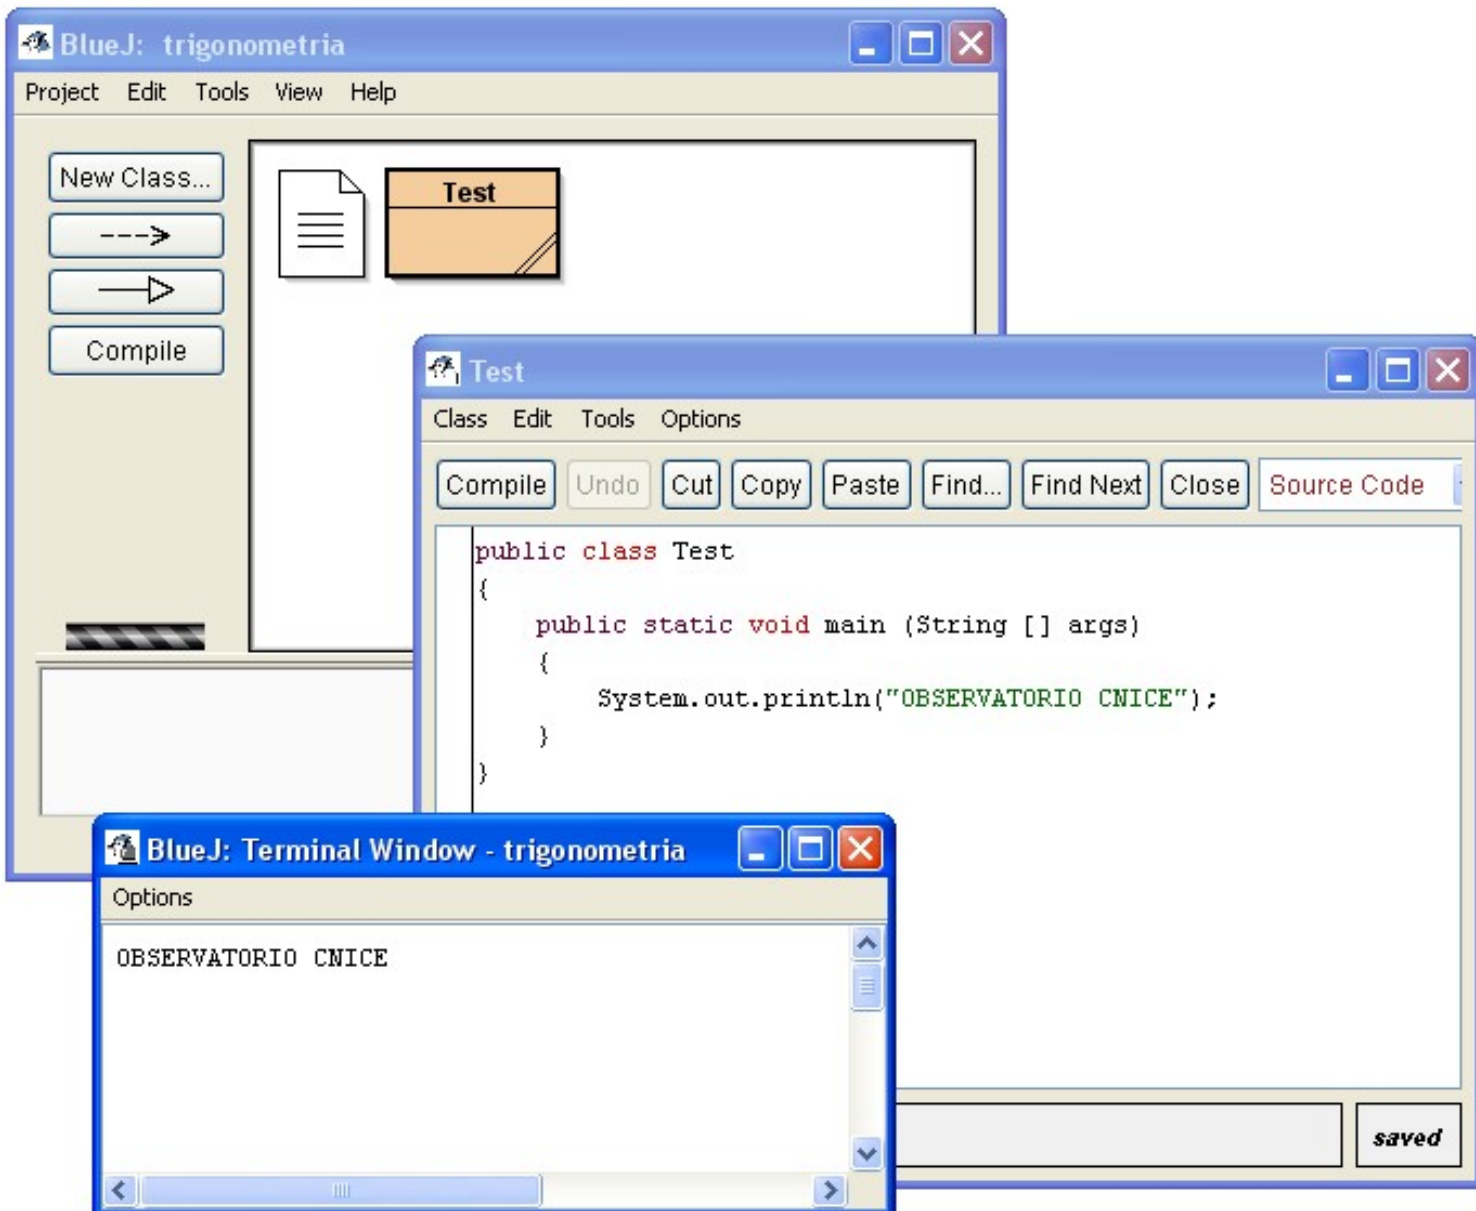 BlueJ: trigonometria
Project Edit Tools View Help
New Class...
Compile
Test
Test
Class Edit Tools Options
Compile Undo Cut Copy Paste Find... Find Next Close Source Code
public class Test
{
public static void main (String [] args)
{
System.out.println("OBSERVATORIO CNICE");
}
}
saved
BlueJ: Terminal Window - trigonometria
Options
OBSERVATORIO CNICE